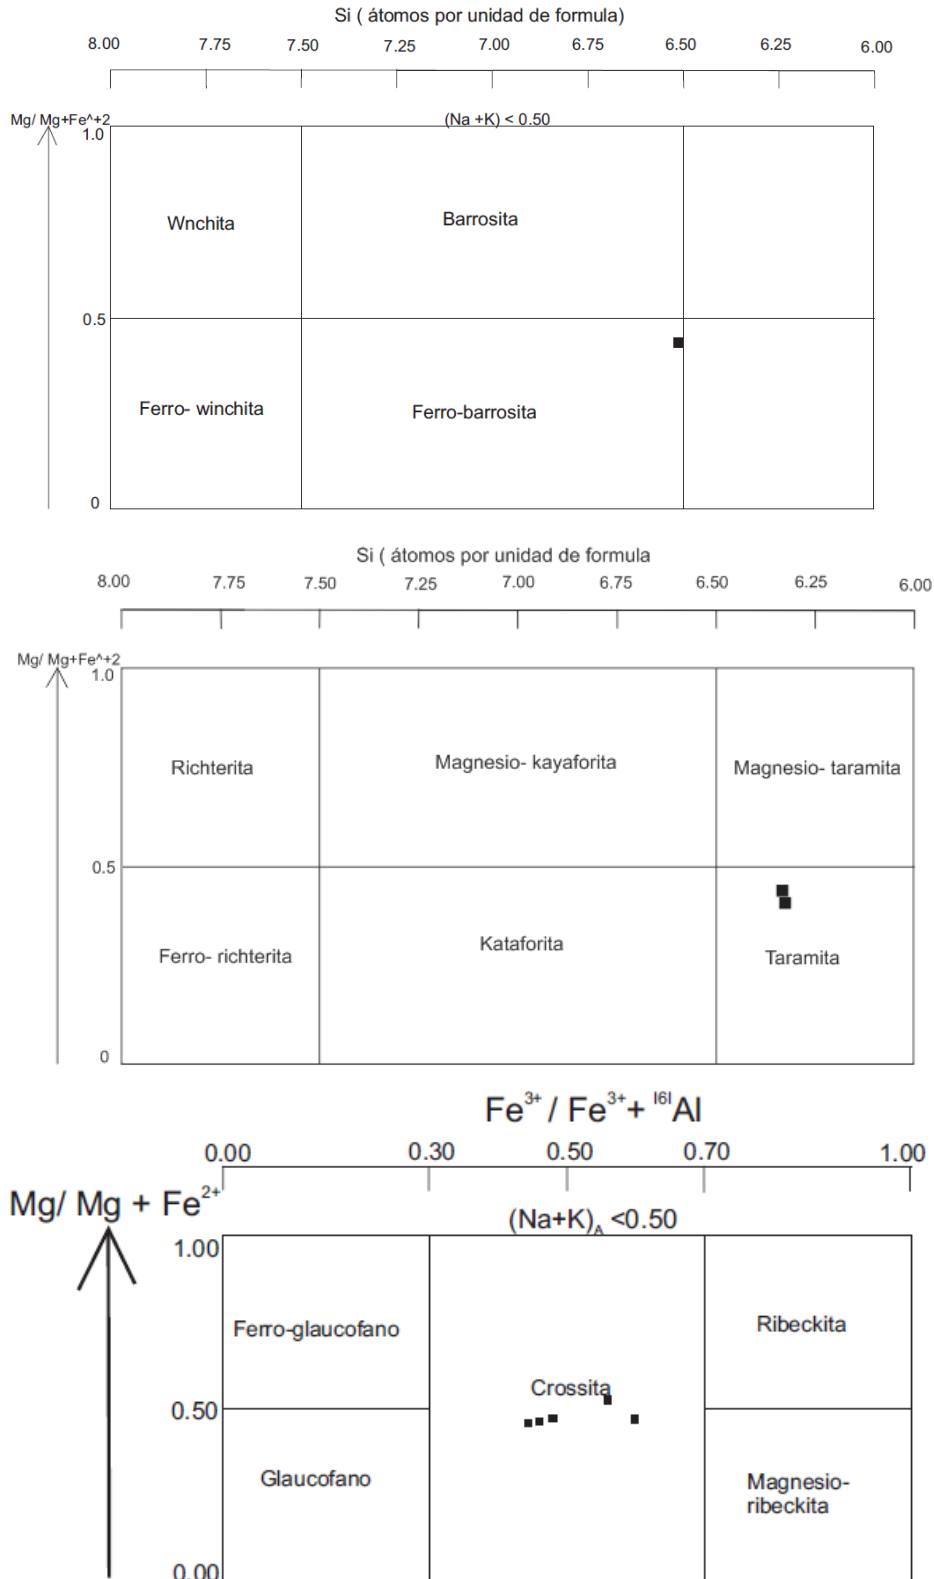 Si ( átomos por unidad de formula)
8.00 7.75 7.50 7.25 7.00 6.75 6.50 6.25 6.00
Mg/ Mg+Fe^+2
(Na +K) < 0.50
1.0
Wnchita
Barrosita
0.5
Ferro- winchita
Ferro-barrosita
0
Si ( átomos por unidad de formula
8.00 7.75 7.50 7.25 7.00 6.75 6.50 6.25 6.00
Mg/ Mg+Fe^+2
1.0
Richterita
Magnesio- kayaforita
Magnesio- taramita
0.5
Ferro- richterita
Kataforita
Taramita
0
Fe³⁺ / Fe³⁺+ ᴵ⁶ᴵAl
0.00 0.30 0.50 0.70 1.00
Mg/ Mg + Fe²⁺
(Na+K)A <0.50
1.00
Ferro-glaucofano
Ribeckita
Crossita
0.50
Glaucofano
Magnesio-
ribeckita
0.00